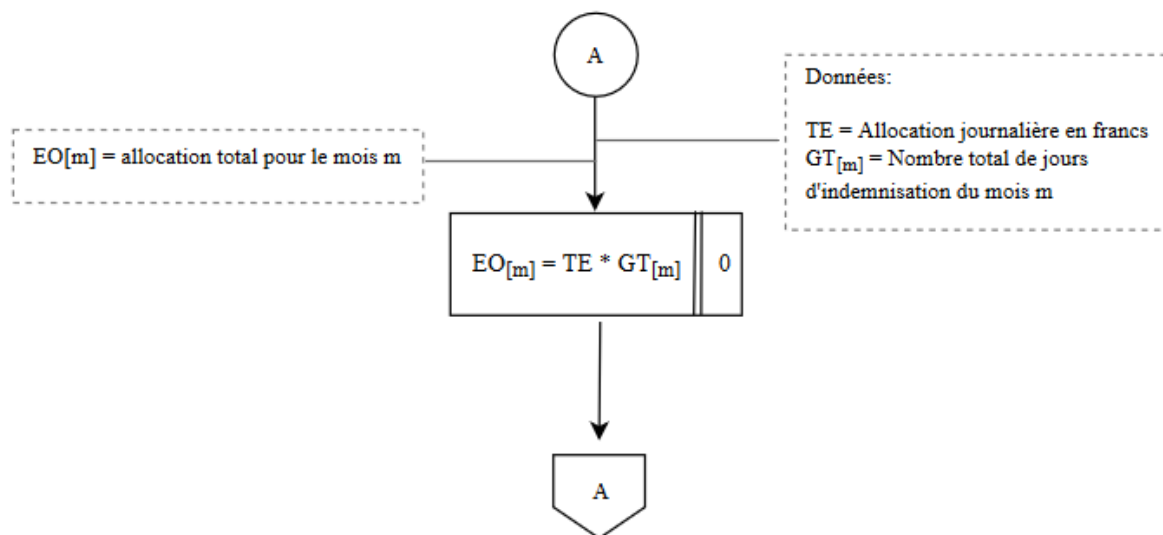 A
Données:
TE = Allocation journalière en francs
GT[m] = Nombre total de jours
d'indemnisation du mois m
EO[m] = allocation total pour le mois m
EO[m] = TE * GT[m] 0
A